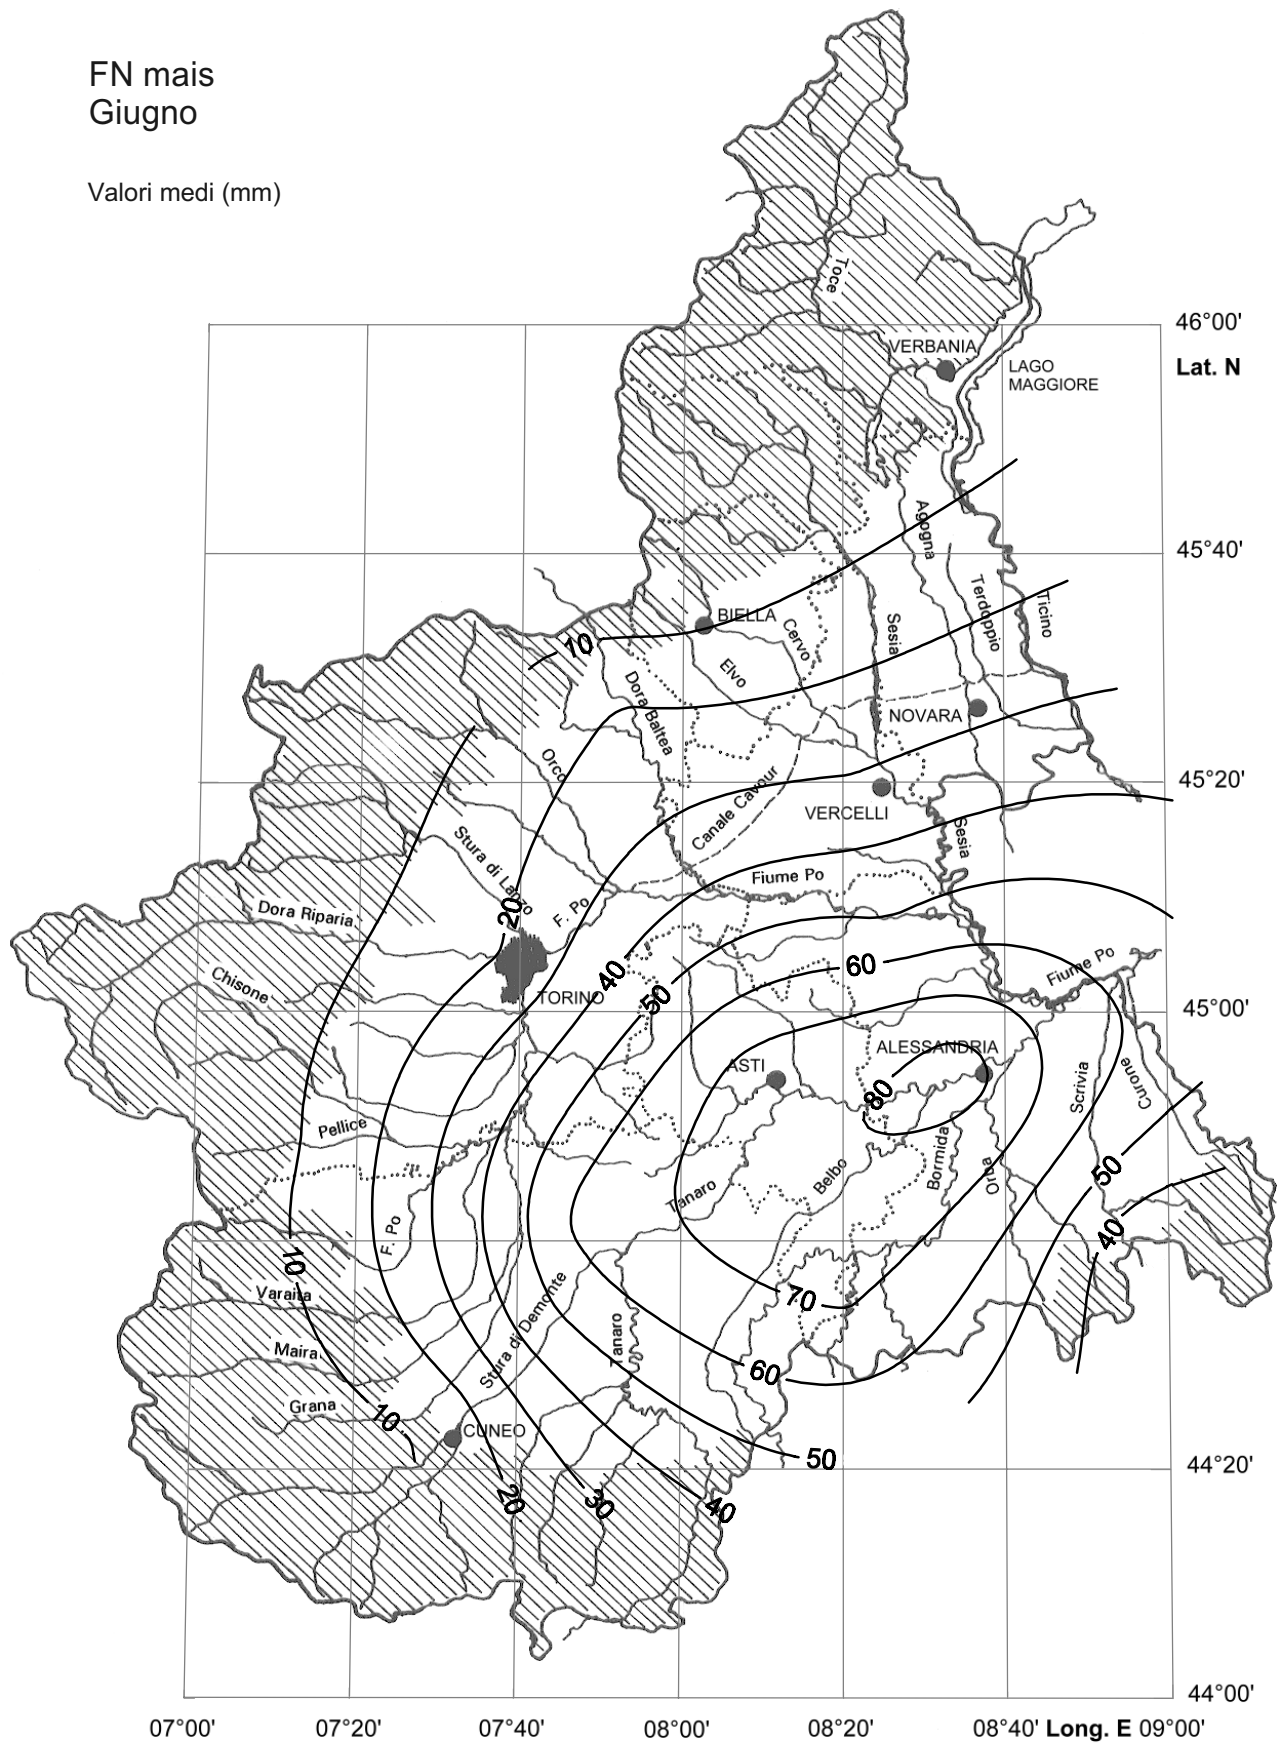 FN mais
Giugno
Valori medi (mm)
Toce
46°00'
VERBANIA
Lat. N
LAGO
MAGGIORE
Agogna
45°40'
Terdoppio
Ticino
BIELLA
Sesia
Cervo
10
Elvo
Dora Baltea
NOVARA
Orco
45°20'
Canale Cavour
VERCELLI
Stura di Lanzo
Sesia
Fiume Po
20
F. Po
Dora Riparia
40
60
Fiume Po
Chisone
50
TORINO
45°00'
ALESSANDRIA
ASTI
80
Scrivia
Curone
Pellice
50
Belbo
Bormida
Orba
Tanaro
F. Po
40
10
Varaita
70
Stura di Demonte
Tanaro
Maira
60
Grana
10
CUNEO
50
44°20'
20
30
40
44°00'
07°00'
07°20'
07°40'
08°00'
08°20'
08°40'
Long. E
09°00'